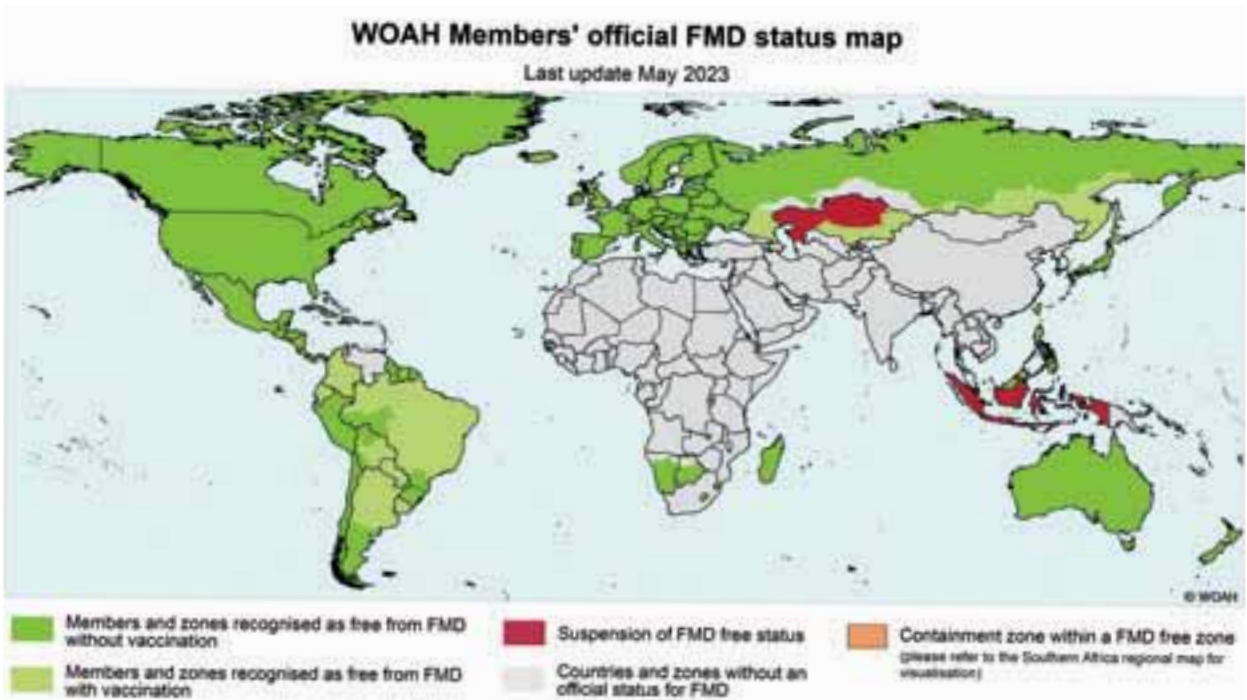 WOAH Members' official FMD status map
Last update May 2023
© WOAH
Members and zones recognised as free from FMD
without vaccination
Members and zones recognised as free from FMD
with vaccination
Suspension of FMD free status
Countries and zones without an
official status for FMD
Containment zone within a FMD free zone
(please refer to the Southern Africa regional map for
visualisation)